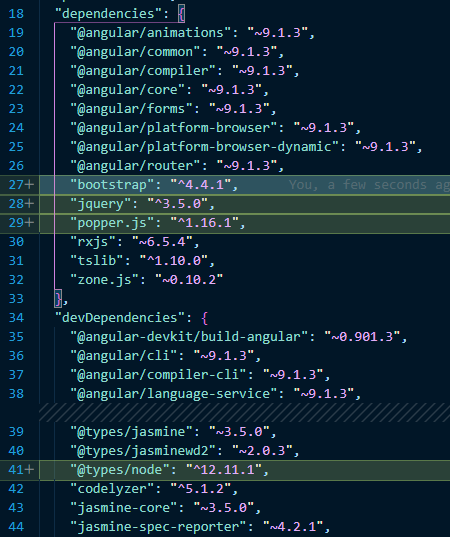 18 "dependencies": {
19 "@angular/animations": "~9.1.3",
20 "@angular/common": "~9.1.3",
21 "@angular/compiler": "~9.1.3",
22 "@angular/core": "~9.1.3",
23 "@angular/forms": "~9.1.3",
24 "@angular/platform-browser": "~9.1.3",
25 "@angular/platform-browser-dynamic": "~9.1.3",
26 "@angular/router": "~9.1.3",
27+ "bootstrap": "^4.4.1", You, a few seconds ag
28+ "jquery": "^3.5.0",
29+ "popper.js": "^1.16.1",
30 "rxjs": "~6.5.4",
31 "tslib": "^1.10.0",
32 "zone.js": "~0.10.2"
33 },
34 "devDependencies": {
35 "@angular-devkit/build-angular": "~0.901.3",
36 "@angular/cli": "~9.1.3",
37 "@angular/compiler-cli": "~9.1.3",
38 "@angular/language-service": "~9.1.3",
39 "@types/jasmine": "~3.5.0",
40 "@types/jasminewd2": "~2.0.3",
41+ "@types/node": "^12.11.1",
42 "codelyzer": "^5.1.2",
43 "jasmine-core": "~3.5.0",
44 "jasmine-spec-reporter": "~4.2.1",